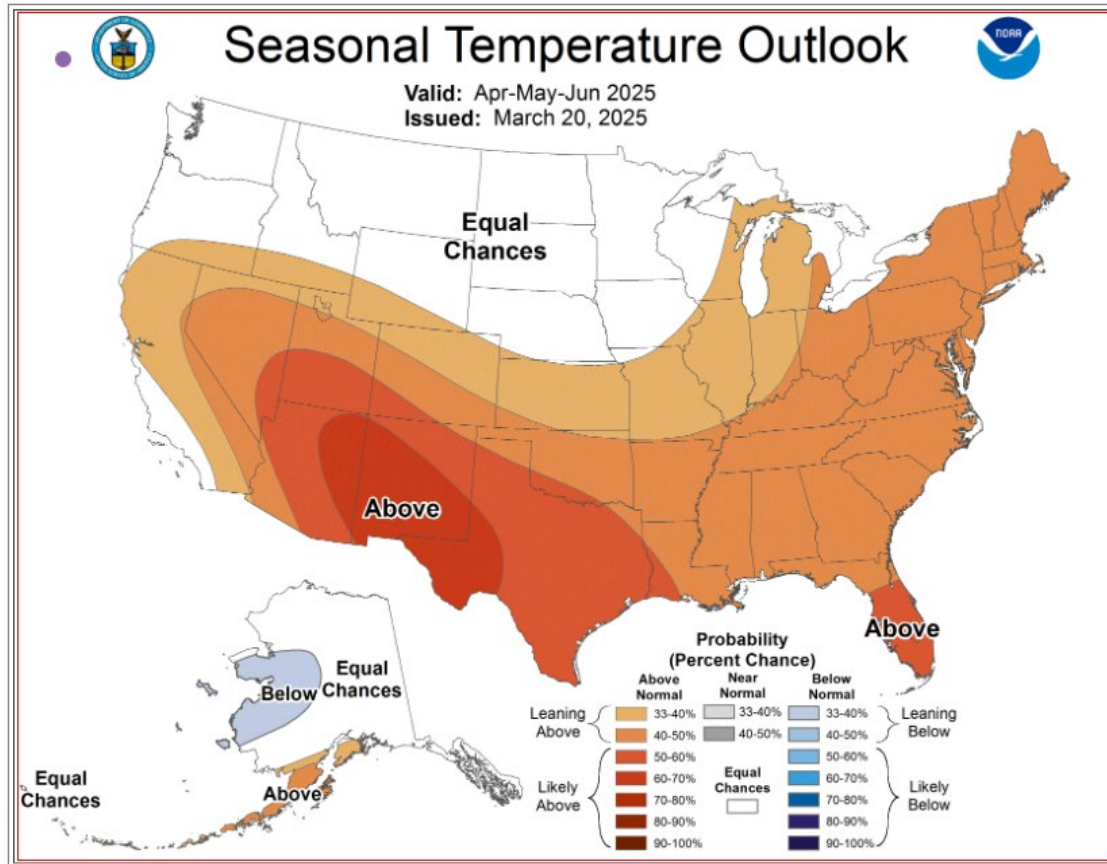 Seasonal Temperature Outlook
NOAA
Valid: Apr-May-Jun 2025
Issued: March 20, 2025
Equal
Chances
Above
Above
Equal
Chances
Below
Above
Equal
Chances
Probability
(Percent Chance)
Above
Normal
Near
Normal
Below
Normal
Leaning
Above
33-40%
33-40%
33-40%
Leaning
Below
40-50%
40-50%
40-50%
Likely
Above
50-60%
50-60%
Likely
Below
60-70%
60-70%
Equal
Chances
70-80%
70-80%
80-90%
80-90%
90-100%
90-100%